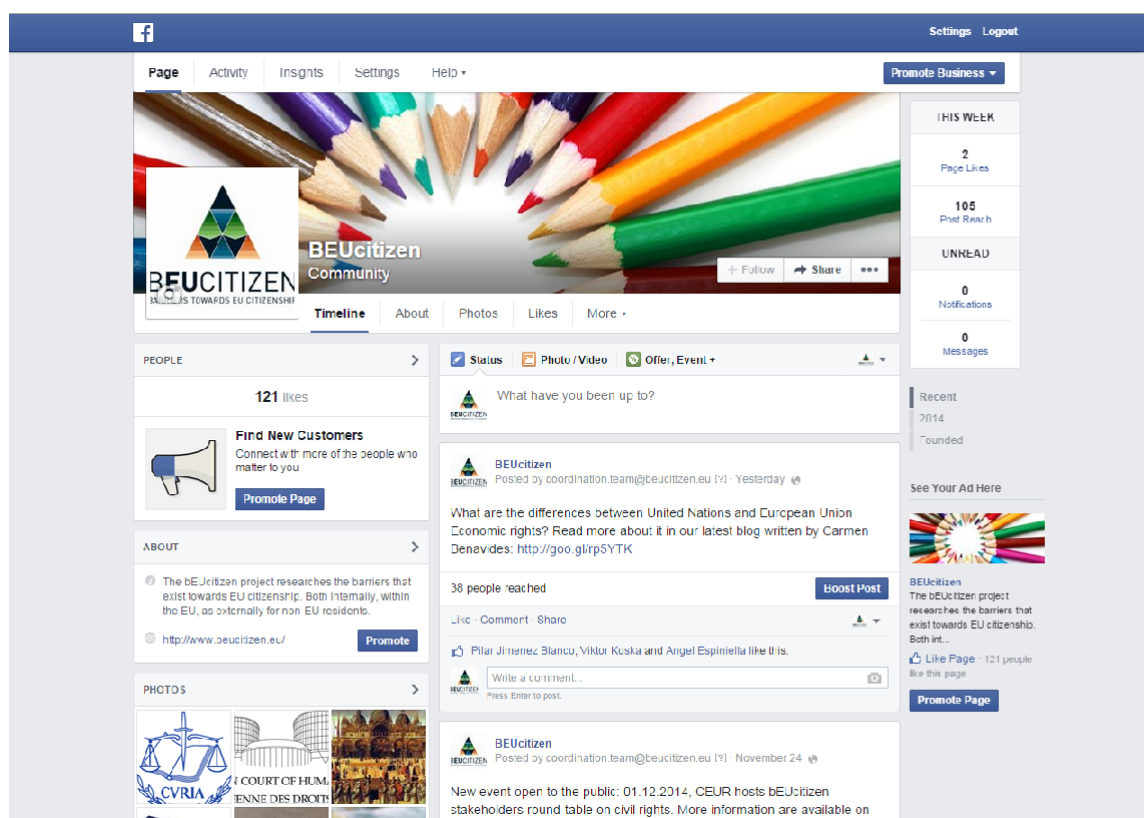 Settings Logout
Page Activity Insights Settings Help
Promote Business
BEUCITIZEN
BARRIERS TOWARDS EU CITIZENSHIP
BEUcitizen
Community
+ Follow Share •••
Timeline About Photos Likes More
THIS WEEK
2
Page Likes
105
Post Reach
UNREAD
0
Notifications
0
Messages
Recent
2014
Founded
PEOPLE
121 likes
Find New Customers
Connect with more of the people who
matter to you
Promote Page
ABOUT
The bEUcitizen project researches the barriers that
exist towards EU citizenship. Both internally, within
the EU, as externally for non EU residents.
http://www.beucitizen.eu/
Promote
PHOTOS
CVRIA
COURT OF HUM
ENNE DES DROITS
Status Photo / Video Offer, Event +
BEUCITIZEN
What have you been up to?
BEUCITIZEN
BEUcitizen
Posted by coordination.team@beucitizen.eu [?] · Yesterday
What are the differences between United Nations and European Union
Economic rights? Read more about it in our latest blog written by Carmen
Benavides: http://goo.gl/rp5YTK
38 people reached
Boost Post
Like · Comment · Share
Pilar Jimenez Blanco, Viktor Koska and Angel Espiniella like this.
BEUCITIZEN
Write a comment...
Press Enter to post.
BEUCITIZEN
BEUcitizen
Posted by coordination.team@beucitizen.eu [?] · November 24
New event open to the public: 01.12.2014, CEUR hosts bEUcitizen
stakeholders round table on civil rights. More information are available on
See Your Ad Here
BEUcitizen
The bEUcitizen project
researches the barriers that
exist towards EU citizenship.
Both int...
Like Page · 121 people
like this page
Promote Page